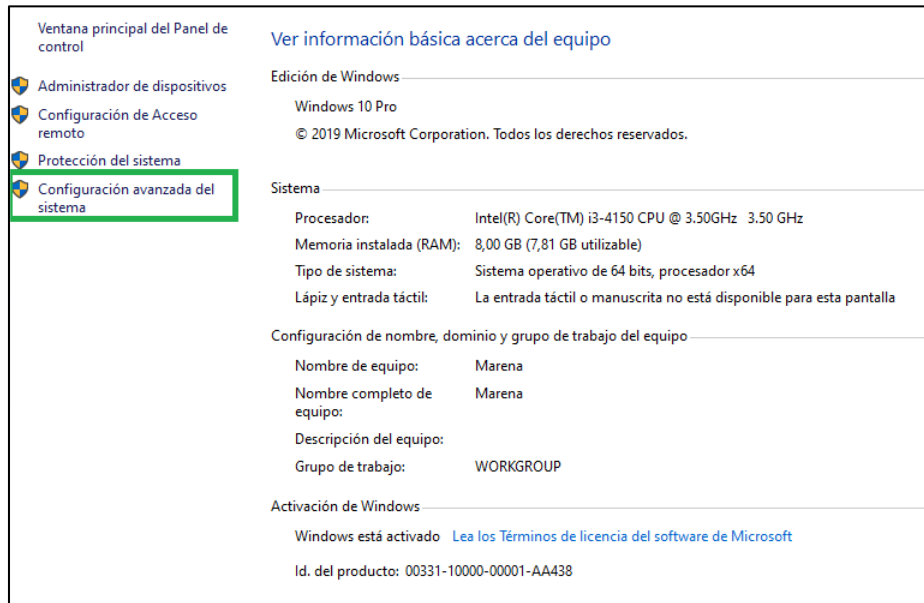 Ventana principal del Panel de
control
Administrador de dispositivos
Configuración de Acceso
remoto
Protección del sistema
Configuración avanzada del
sistema
Ver información básica acerca del equipo
Edición de Windows
Windows 10 Pro
© 2019 Microsoft Corporation. Todos los derechos reservados.
Sistema
Procesador: Intel(R) Core(TM) i3-4150 CPU @ 3.50GHz 3.50 GHz
Memoria instalada (RAM): 8,00 GB (7,81 GB utilizable)
Tipo de sistema: Sistema operativo de 64 bits, procesador x64
Lápiz y entrada táctil: La entrada táctil o manuscrita no está disponible para esta pantalla
Configuración de nombre, dominio y grupo de trabajo del equipo
Nombre de equipo: Marena
Nombre completo de Marena
equipo:
Descripción del equipo:
Grupo de trabajo: WORKGROUP
Activación de Windows
Windows está activado Lea los Términos de licencia del software de Microsoft
Id. del producto: 00331-10000-00001-AA438